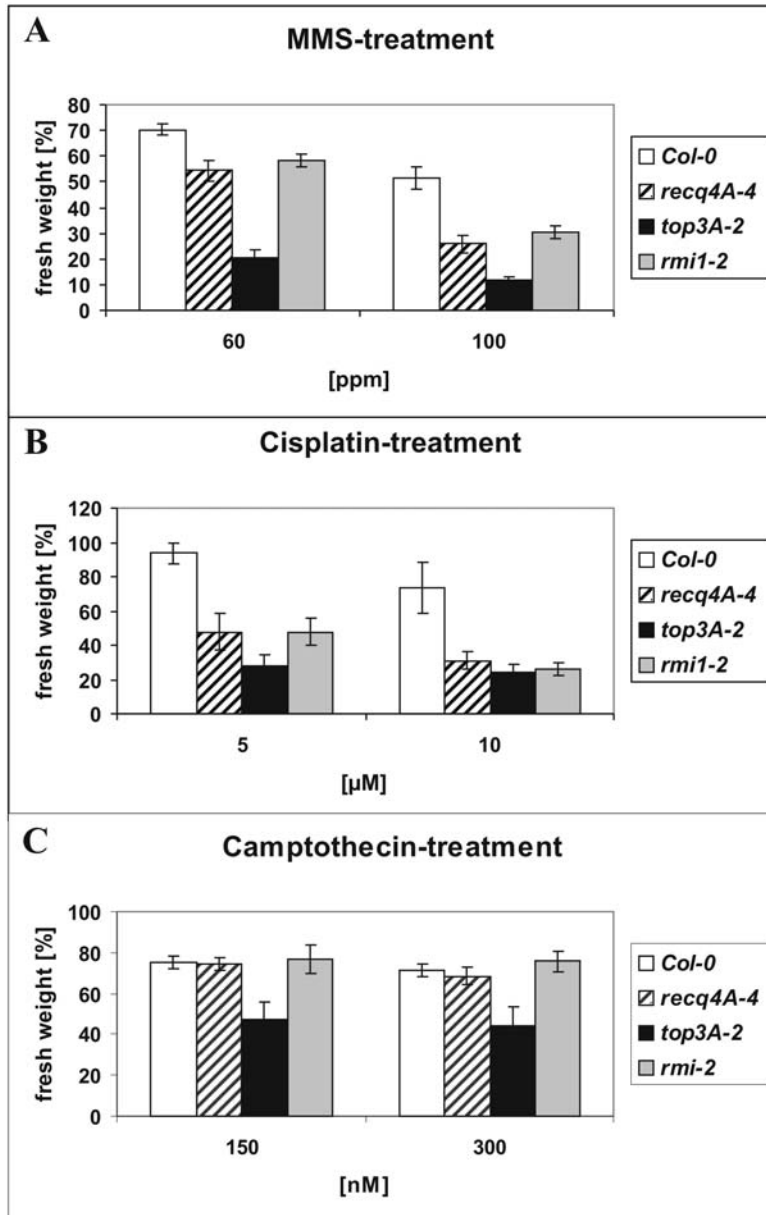 A
MMS-treatment
fresh weight [%]
80
70
60
50
40
30
20
10
0
60
100
[ppm]
Col-0
recq4A-4
top3A-2
rmi1-2
B
Cisplatin-treatment
fresh weight [%]
120
100
80
60
40
20
0
5
10
[µM]
Col-0
recq4A-4
top3A-2
rmi1-2
C
Camptothecin-treatment
fresh weight [%]
100
80
60
40
20
0
150
300
[nM]
Col-0
recq4A-4
top3A-2
rmi-2